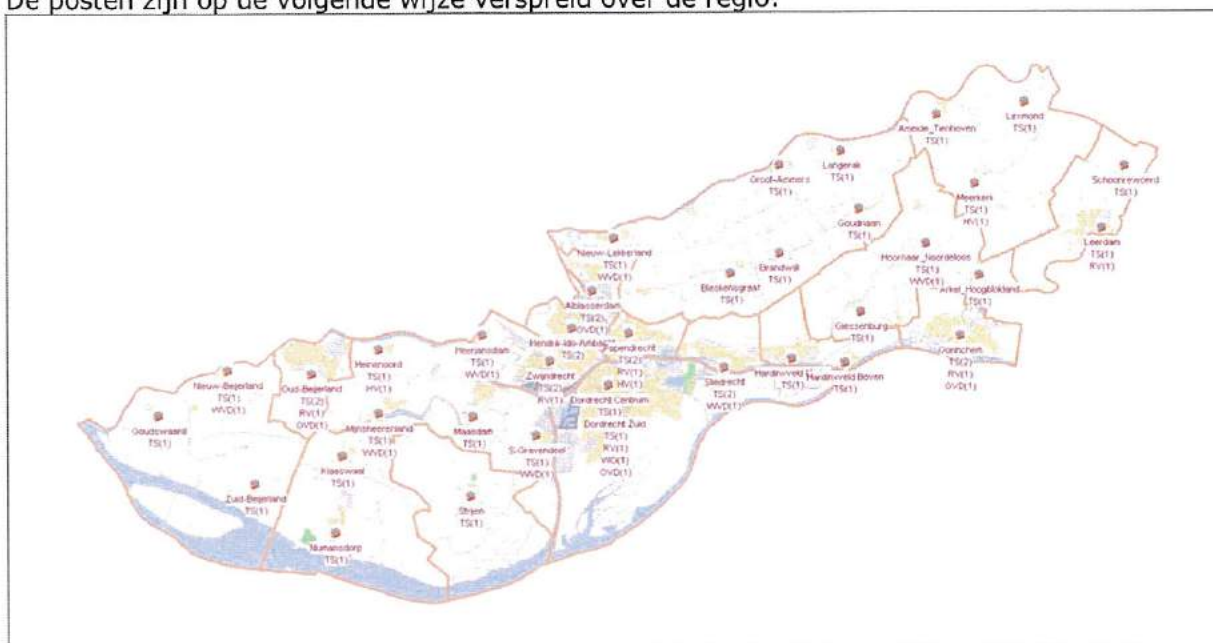 De posten zijn op de volgende wijze verspreid over de regio:
Lexmond
TS(1)
Ameide_Tienhoven
TS(1)
Langerak
TS(1)
Groot-Ammers
TS(1)
Schoonrewoerd
TS(1)
Meerkerk
TS(1)
HV(1)
Goudriaan
TS(1)
Leerdam
TS(1)
RV(1)
Nieuw-Lekkerland
TS(1)
WVD(1)
Hoornaar_Noordeloos
TS(1)
WVD(1)
Brandwijk
TS(1)
Bleskensgraaf
TS(1)
Arkel_Hoogblokland
TS(1)
Alblasserdam
TS(2)
OVD(1)
Giessenburg
TS(1)
Hendrik-Ido-Ambacht
TS(2)
Papendrecht
TS(2)
RV(1)
HV(1)
Gorinchem
TS(2)
RV(1)
OVD(1)
Heerjansdam
TS(1)
WVD(1)
Heinenoord
TS(1)
HV(1)
Zwijndrecht
TS(2)
RV(1)
Sliedrecht
TS(2)
WVD(1)
Hardinxveld
TS(1)
Hardinxveld Boven
TS(1)
Nieuw-Beijerland
TS(1)
WVD(1)
Oud-Beijerland
TS(2)
RV(1)
OVD(1)
Dordrecht Centrum
TS(1)
Dordrecht Zuid
TS(1)
RV(1)
WO(1)
OVD(1)
Goudswaard
TS(1)
Mijnsheerenland
TS(1)
WVD(1)
Maasdam
TS(1)
S-Gravendeel
TS(1)
WVD(1)
Klaaswaal
TS(1)
Zuid-Beijerland
TS(1)
Strijen
TS(1)
Numansdorp
TS(1)